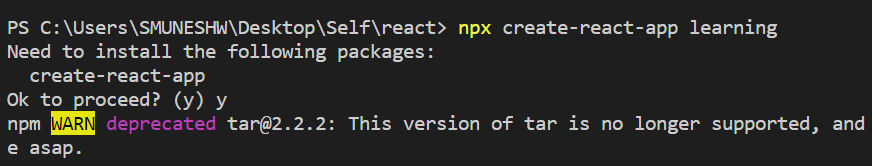 PS C:\Users\SMUNESHW\Desktop\Self\react> npx create-react-app learning
Need to install the following packages:
  create-react-app
Ok to proceed? (y) y
npm WARN deprecated tar@2.2.2: This version of tar is no longer supported, and
e asap.